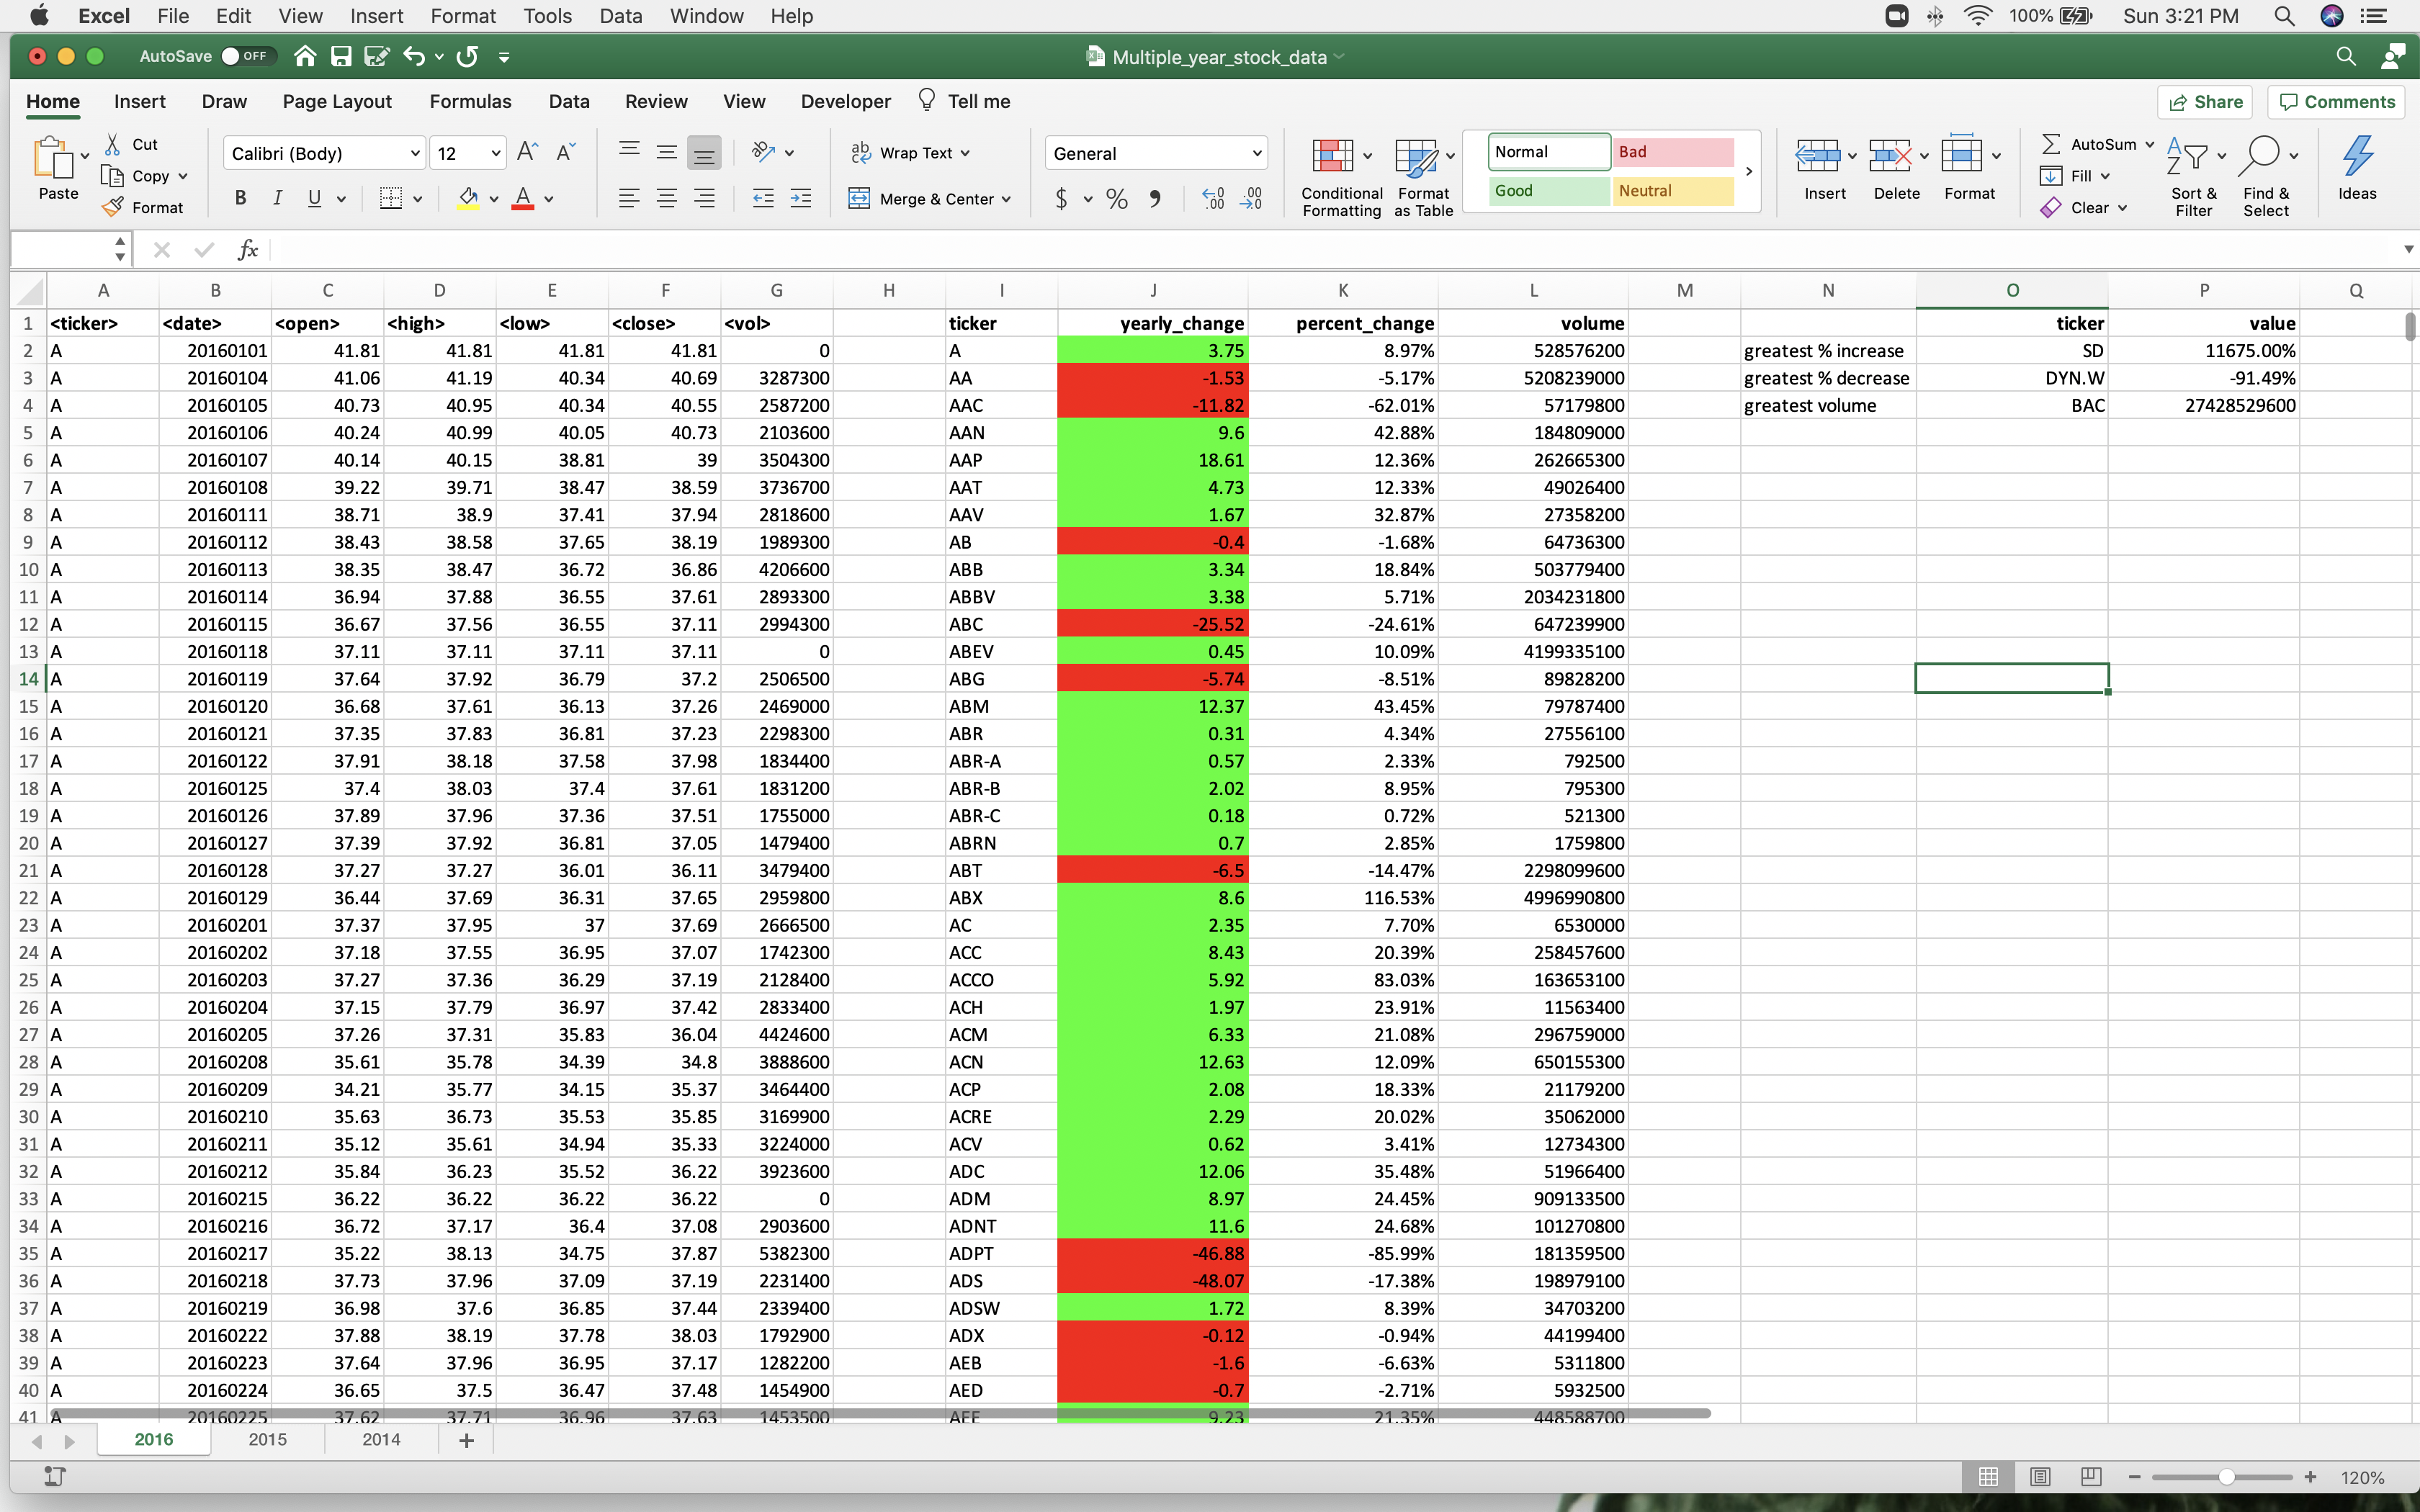 Excel File Edit View Insert Format Tools Data Window Help 100% Sun 3:21 PM
AutoSave OFF Multiple_year_stock_data
Home Insert Draw Page Layout Formulas Data Review View Developer Tell me Share Comments
Paste Cut Copy Format Calibri (Body) 12 Wrap Text Merge & Center General Conditional Formatting Format as Table Normal Bad Good Neutral Insert Delete Format AutoSum Fill Clear Sort & Filter Find & Select Ideas
A B C D E F G H I J K L M N O P Q
1 <ticker> <date> <open> <high> <low> <close> <vol> ticker yearly_change percent_change volume ticker value
2 A 20160101 41.81 41.81 41.81 41.81 0 A 3.75 8.97% 528576200 greatest % increase SD 11675.00%
3 A 20160104 41.06 41.19 40.34 40.69 3287300 AA -1.53 -5.17% 5208239000 greatest % decrease DYN.W -91.49%
4 A 20160105 40.73 40.95 40.34 40.55 2587200 AAC -11.82 -62.01% 57179800 greatest volume BAC 27428529600
5 A 20160106 40.24 40.99 40.05 40.73 2103600 AAN 9.6 42.88% 184809000
6 A 20160107 40.14 40.15 38.81 39 3504300 AAP 18.61 12.36% 262665300
7 A 20160108 39.22 39.71 38.47 38.59 3736700 AAT 4.73 12.33% 49026400
8 A 20160111 38.71 38.9 37.41 37.94 2818600 AAV 1.67 32.87% 27358200
9 A 20160112 38.43 38.58 37.65 38.19 1989300 AB -0.4 -1.68% 64736300
10 A 20160113 38.35 38.47 36.72 36.86 4206600 ABB 3.34 18.84% 503779400
11 A 20160114 36.94 37.88 36.55 37.61 2893300 ABBV 3.38 5.71% 2034231800
12 A 20160115 36.67 37.56 36.55 37.11 2994300 ABC -25.52 -24.61% 647239900
13 A 20160118 37.11 37.11 37.11 37.11 0 ABEV 0.45 10.09% 4199335100
14 A 20160119 37.64 37.92 36.79 37.2 2506500 ABG -5.74 -8.51% 89828200
15 A 20160120 36.68 37.61 36.13 37.26 2469000 ABM 12.37 43.45% 79787400
16 A 20160121 37.35 37.83 36.81 37.23 2298300 ABR 0.31 4.34% 27556100
17 A 20160122 37.91 38.18 37.58 37.98 1834400 ABR-A 0.57 2.33% 792500
18 A 20160125 37.4 38.03 37.4 37.61 1831200 ABR-B 2.02 8.95% 795300
19 A 20160126 37.89 37.96 37.36 37.51 1755000 ABR-C 0.18 0.72% 521300
20 A 20160127 37.39 37.92 36.81 37.05 1479400 ABRN 0.7 2.85% 1759800
21 A 20160128 37.27 37.27 36.01 36.11 3479400 ABT -6.5 -14.47% 2298099600
22 A 20160129 36.44 37.69 36.31 37.65 2959800 ABX 8.6 116.53% 4996990800
23 A 20160201 37.37 37.95 37 37.69 2666500 AC 2.35 7.70% 6530000
24 A 20160202 37.18 37.55 36.95 37.07 1742300 ACC 8.43 20.39% 258457600
25 A 20160203 37.27 37.36 36.29 37.19 2128400 ACCO 5.92 83.03% 163653100
26 A 20160204 37.15 37.79 36.97 37.42 2833400 ACH 1.97 23.91% 11563400
27 A 20160205 37.26 37.31 35.83 36.04 4424600 ACM 6.33 21.08% 296759000
28 A 20160208 35.61 35.78 34.39 34.8 3888600 ACN 12.63 12.09% 650155300
29 A 20160209 34.21 35.77 34.15 35.37 3464400 ACP 2.08 18.33% 21179200
30 A 20160210 35.63 36.73 35.53 35.85 3169900 ACRE 2.29 20.02% 35062000
31 A 20160211 35.12 35.61 34.94 35.33 3224000 ACV 0.62 3.41% 12734300
32 A 20160212 35.84 36.23 35.52 36.22 3923600 ADC 12.06 35.48% 51966400
33 A 20160215 36.22 36.22 36.22 36.22 0 ADM 8.97 24.45% 909133500
34 A 20160216 36.72 37.17 36.4 37.08 2903600 ADNT 11.6 24.68% 101270800
35 A 20160217 35.22 38.13 34.75 37.87 5382300 ADPT -46.88 -85.99% 181359500
36 A 20160218 37.73 37.96 37.09 37.19 2231400 ADS -48.07 -17.38% 198979100
37 A 20160219 36.98 37.6 36.85 37.44 2339400 ADSW 1.72 8.39% 34703200
38 A 20160222 37.88 38.19 37.78 38.03 1792900 ADX -0.12 -0.94% 44199400
39 A 20160223 37.64 37.96 36.95 37.17 1282200 AEB -1.6 -6.63% 5311800
40 A 20160224 36.65 37.5 36.47 37.48 1454900 AED -0.7 -2.71% 5932500
41 A 20160225 37.62 37.71 36.96 37.63 1453500 AEE 9.23 21.35% 448588700
2016 2015 2014
120%